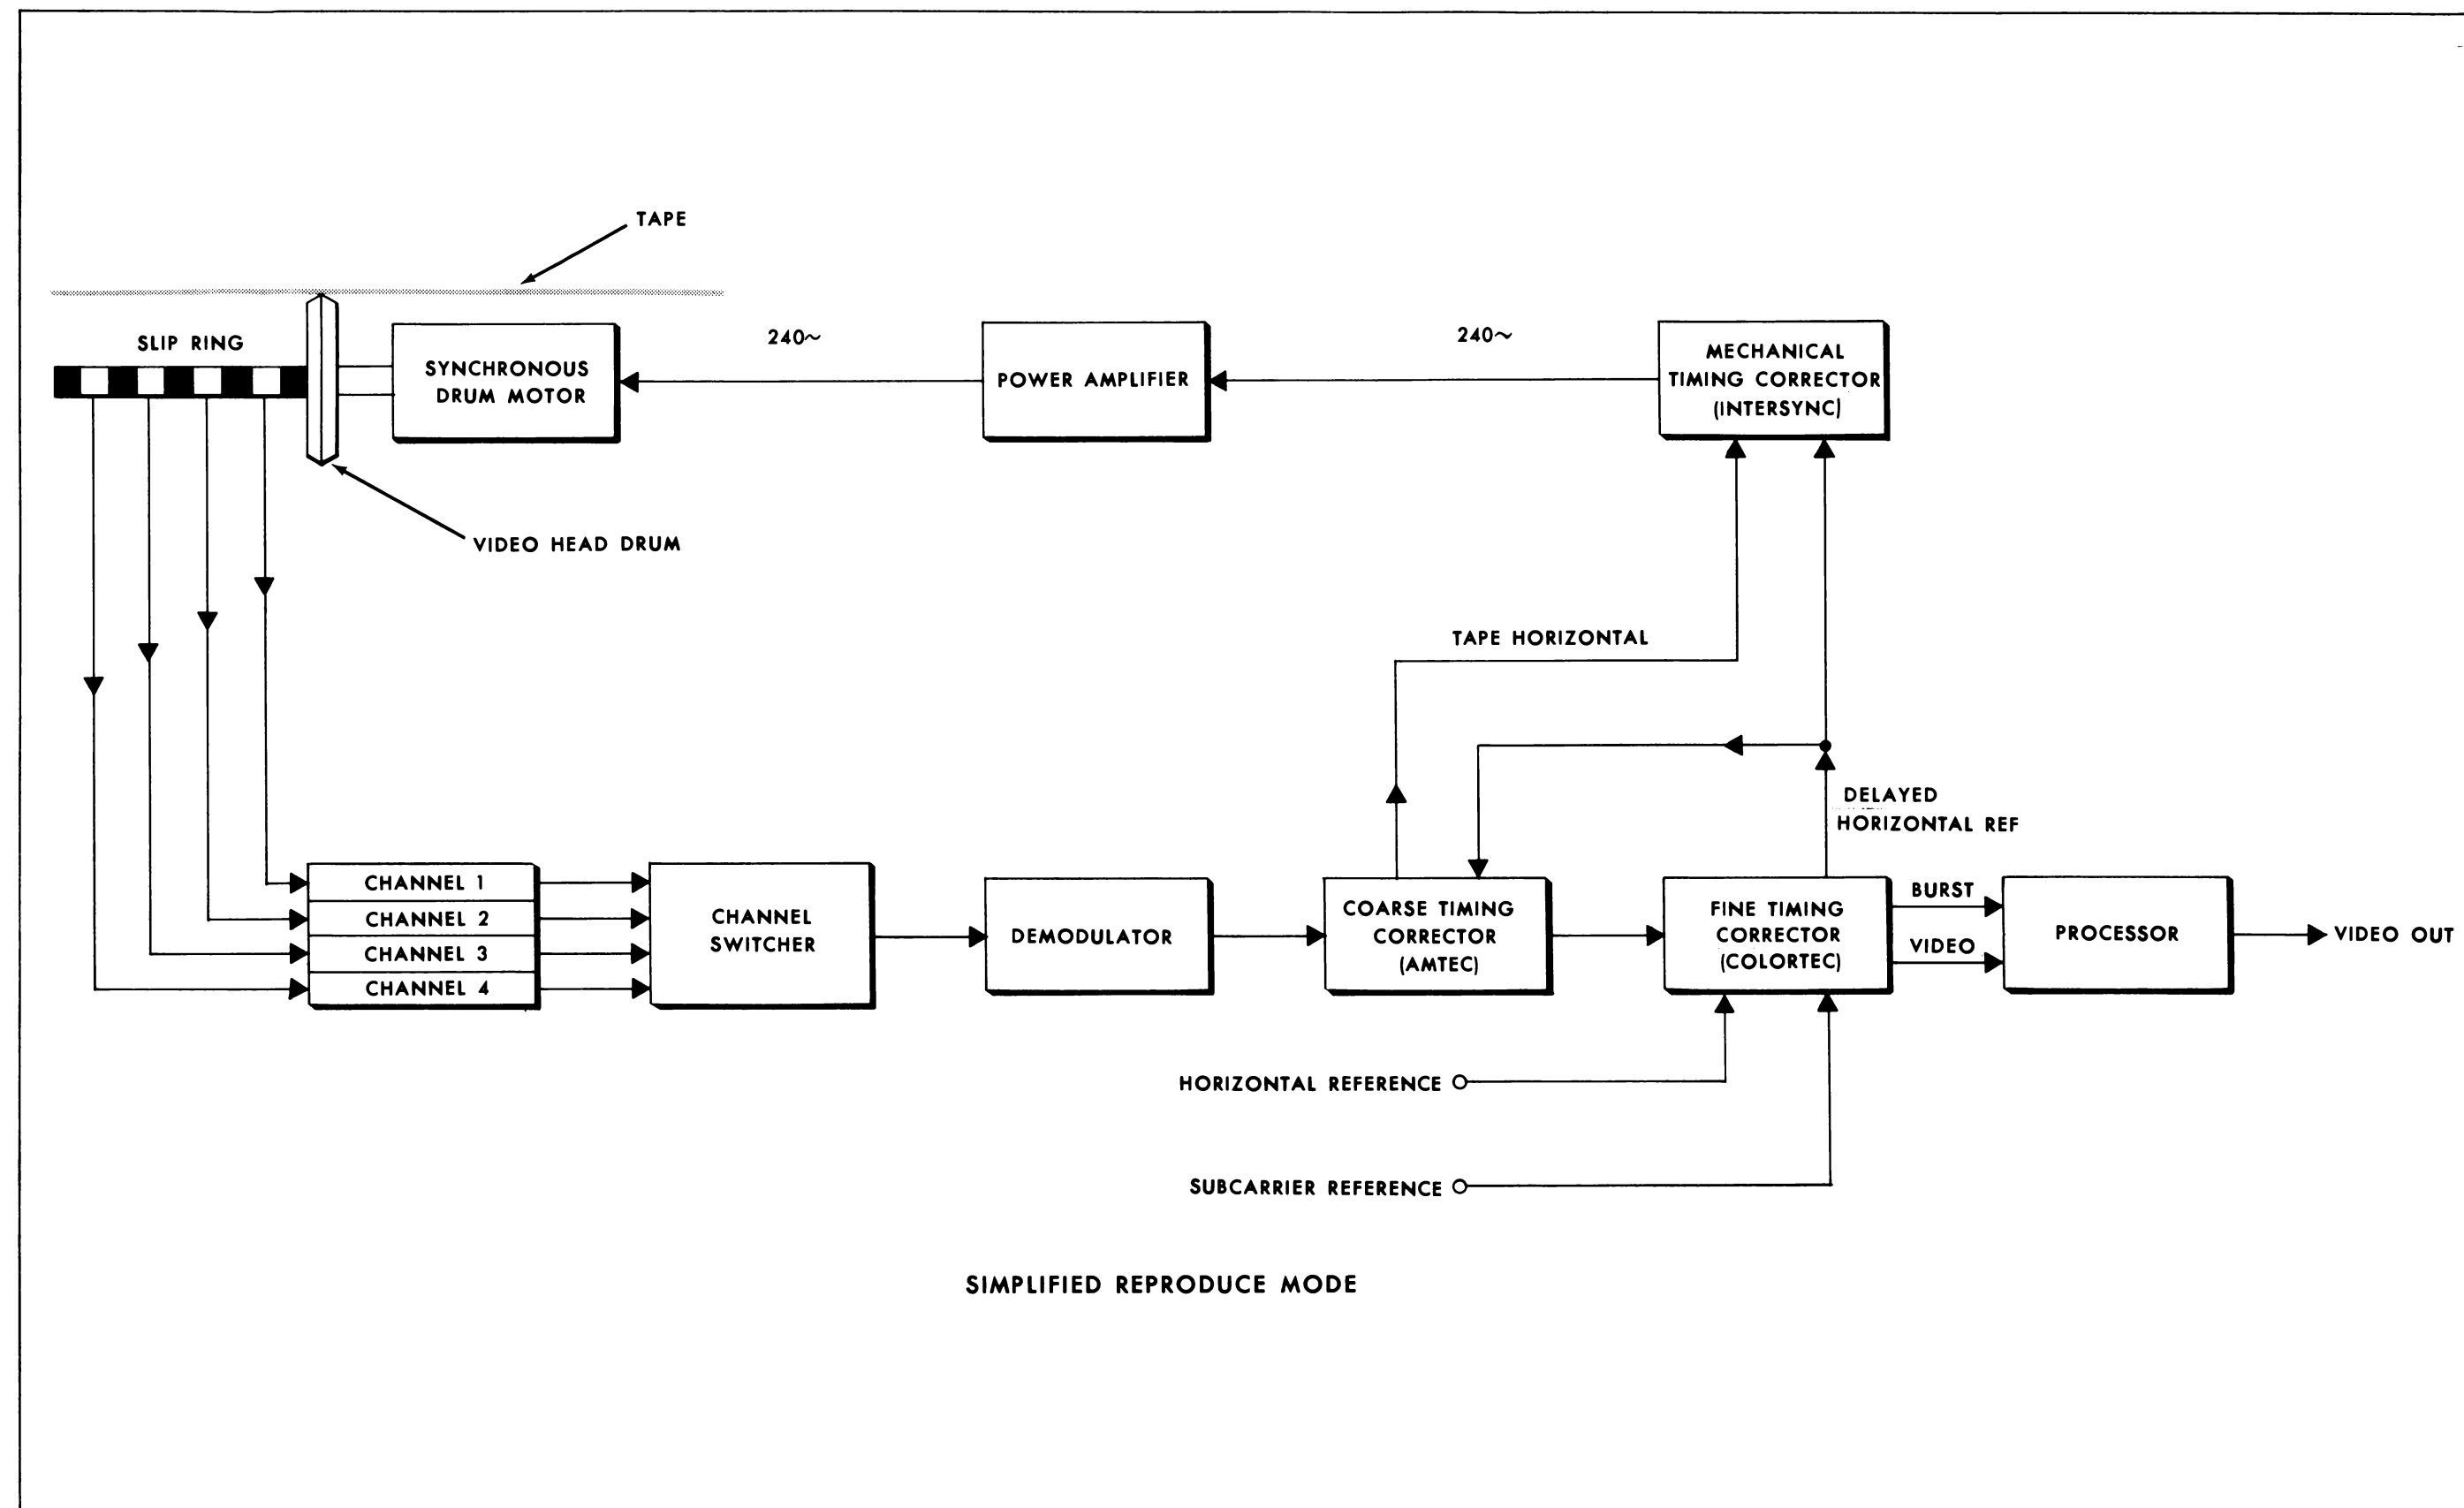 TAPE
SLIP RING
240~
240~
SYNCHRONOUS
DRUM MOTOR
POWER AMPLIFIER
MECHANICAL
TIMING CORRECTOR
(INTERSYNC)
VIDEO HEAD DRUM
TAPE HORIZONTAL
DELAYED
HORIZONTAL REF
CHANNEL 1
CHANNEL 2
CHANNEL 3
CHANNEL 4
CHANNEL
SWITCHER
DEMODULATOR
COARSE TIMING
CORRECTOR
(AMTEC)
FINE TIMING
CORRECTOR
(COLORTEC)
BURST
VIDEO
PROCESSOR
VIDEO OUT
HORIZONTAL REFERENCE
SUBCARRIER REFERENCE
SIMPLIFIED REPRODUCE MODE